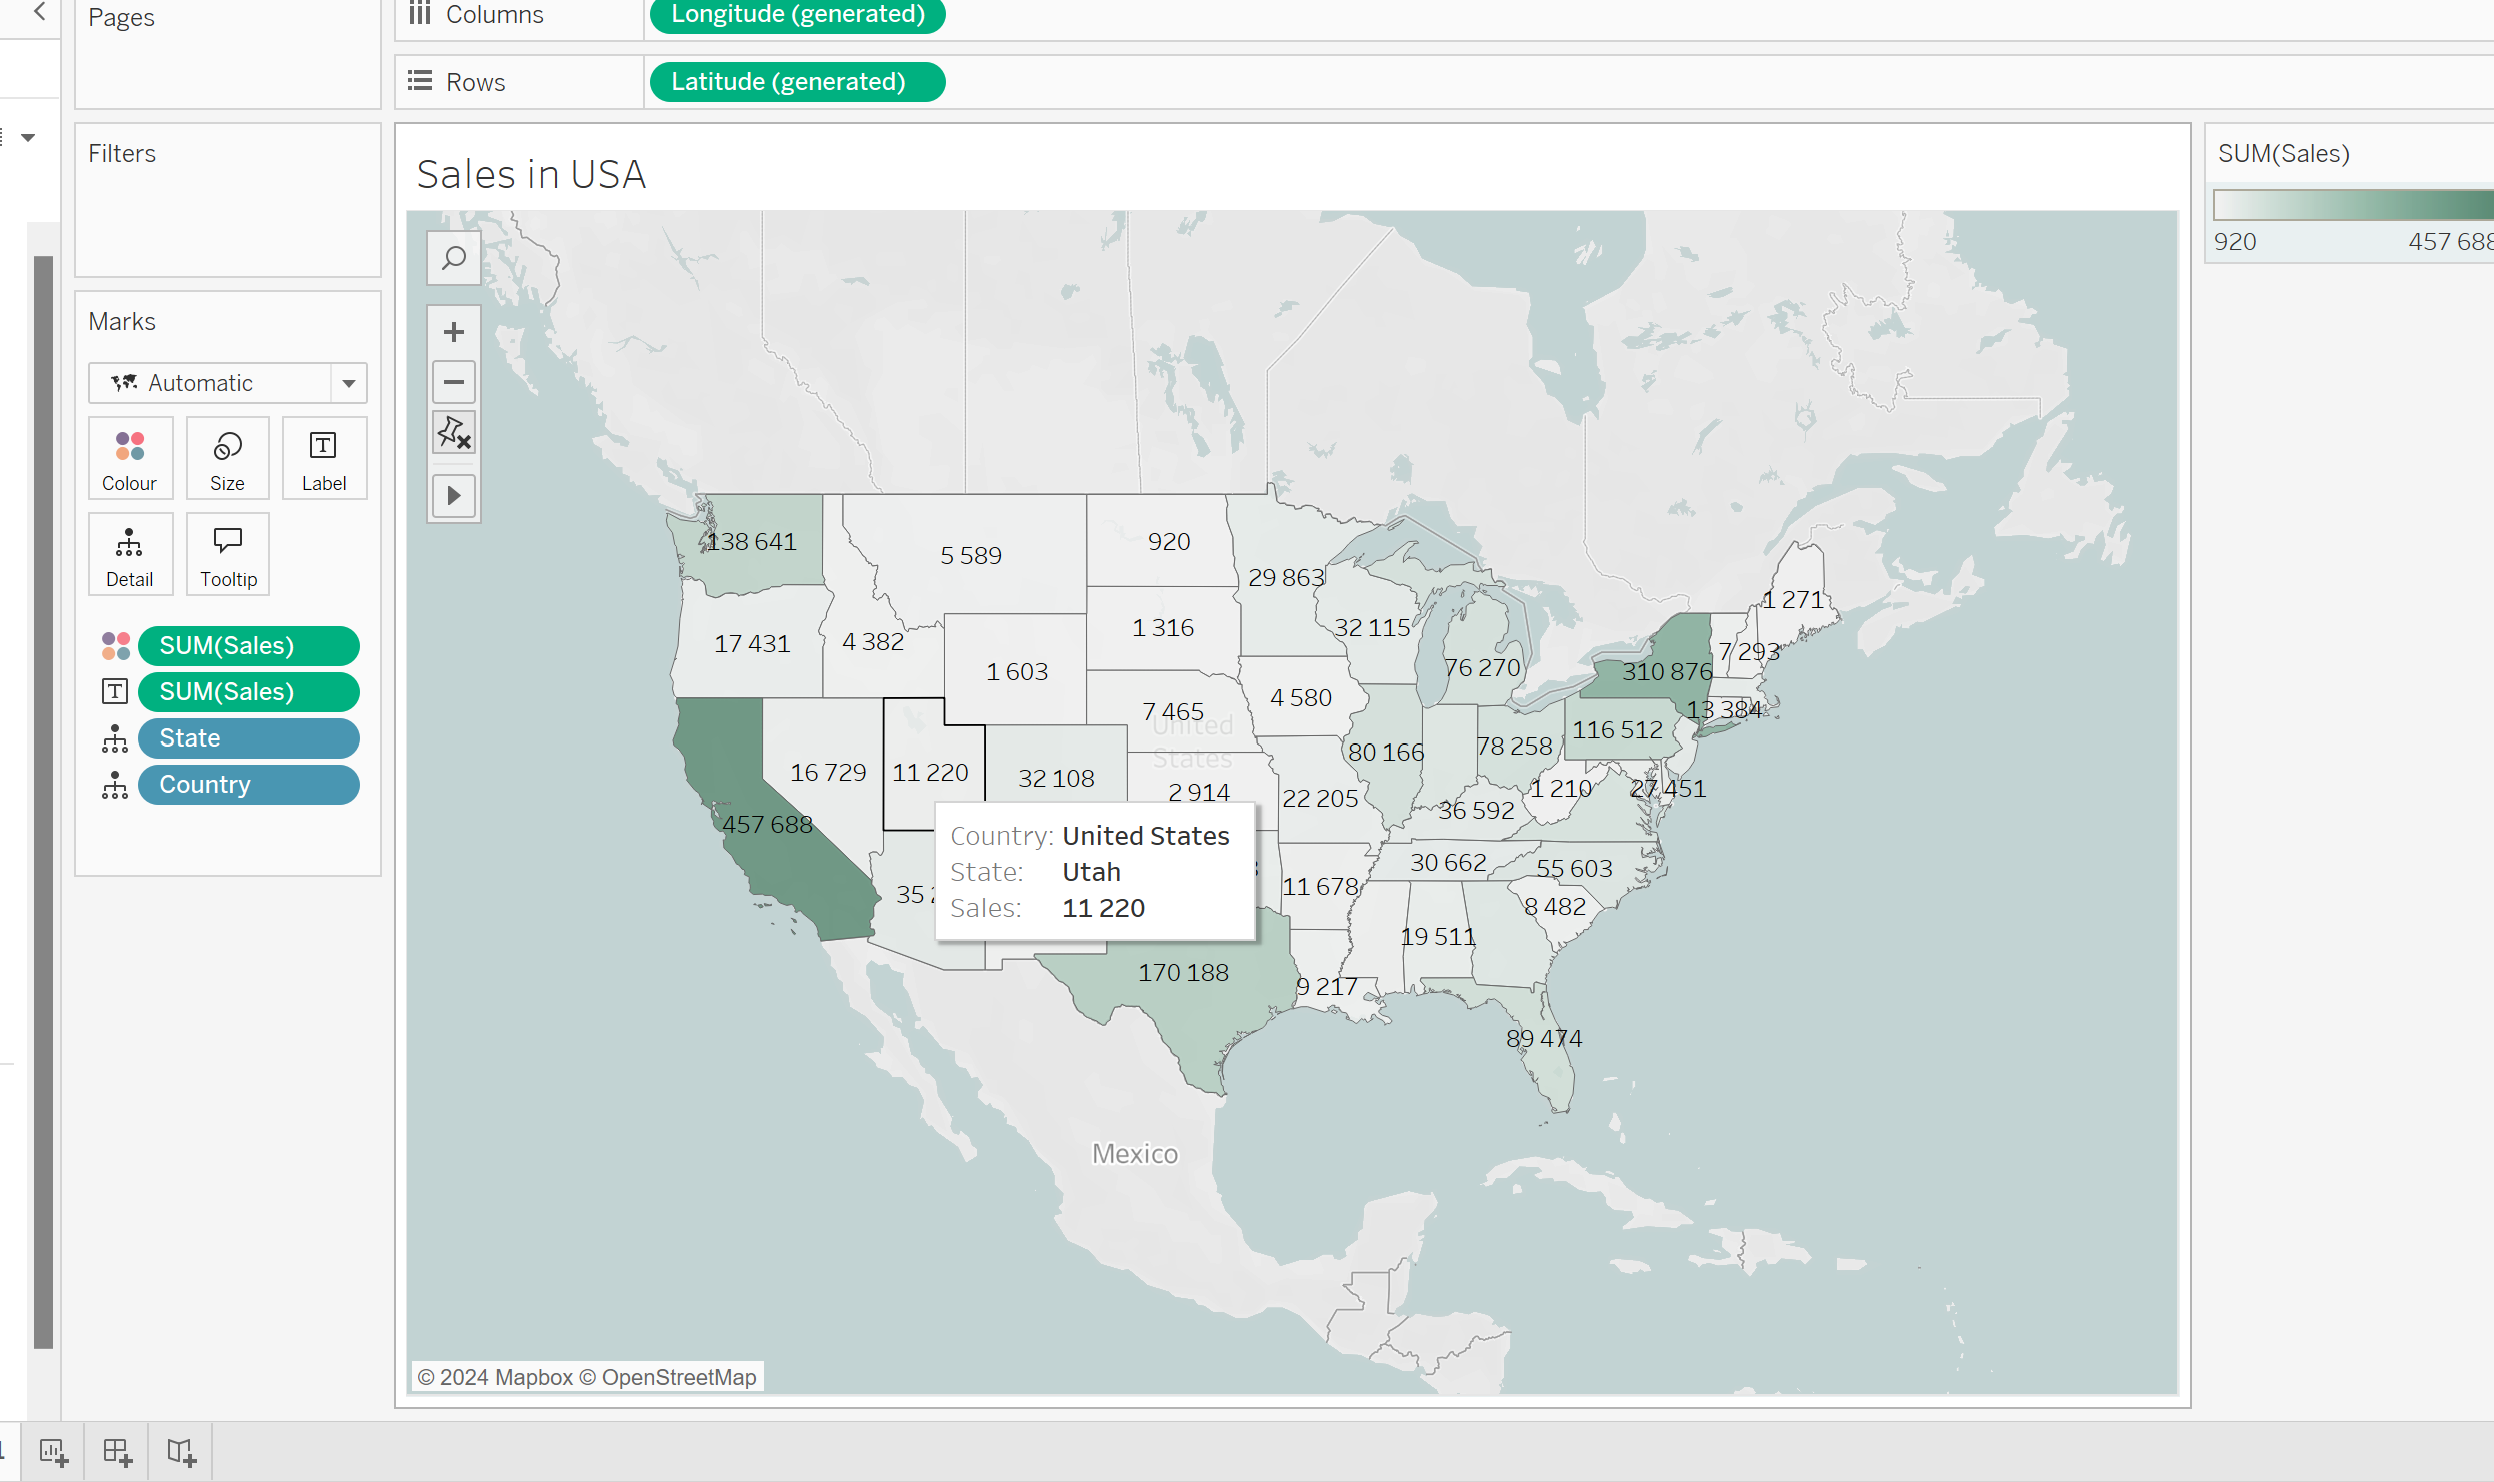 Pages
Columns
Longitude (generated)
Rows
Latitude (generated)
Filters
Marks
Automatic
Colour
Size
Label
Detail
Tooltip
SUM(Sales)
SUM(Sales)
State
Country
Sales in USA
138 641
5 589
920
29 863
1 271
17 431
4 382
1 316
32 115
7 293
1 603
76 270
310 876
4 580
7 465
13 384
United
States
116 512
78 258
80 166
16 729
11 220
32 108
2 914
1 210
27 451
22 205
36 592
457 688
Country: United States
State: Utah
Sales: 11 220
30 662
55 603
11 678
35
8 482
19 511
170 188
9 217
89 474
Mexico
© 2024 Mapbox © OpenStreetMap
SUM(Sales)
920
457 688